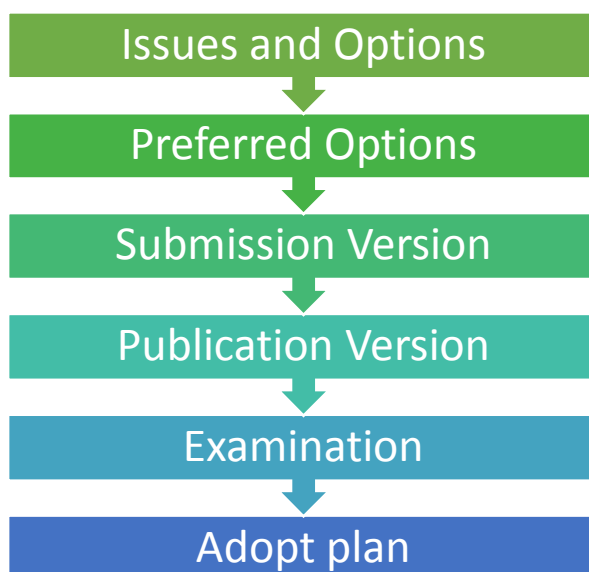 Issues and Options
Preferred Options
Submission Version
Publication Version
Examination
Adopt plan